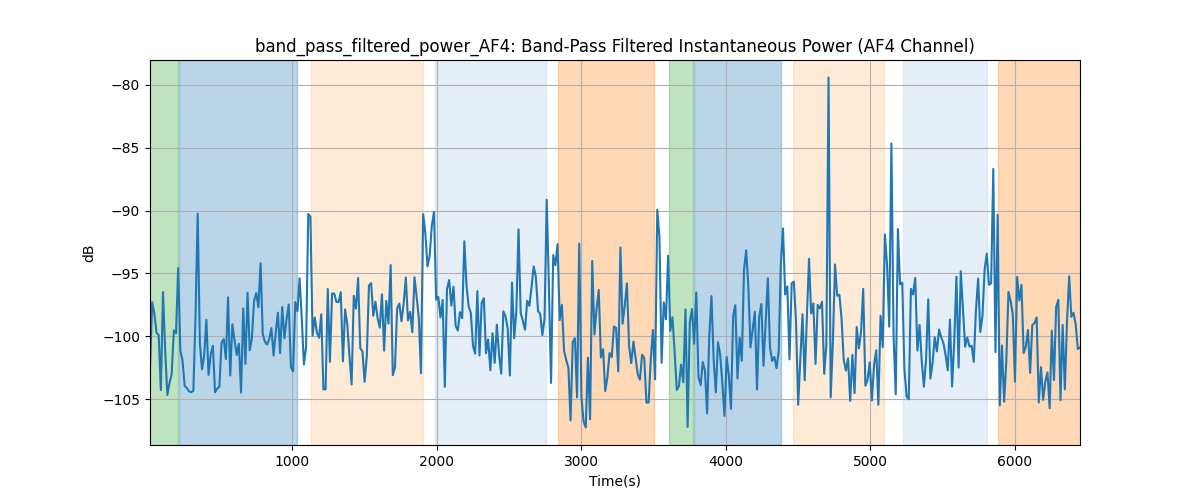 band_pass_filtered_power_AF4: Band-Pass Filtered Instantaneous Power (AF4 Channel)
−80
−85
−90
−95
−100
−105
dB
1000 2000 3000 4000 5000 6000
Time(s)